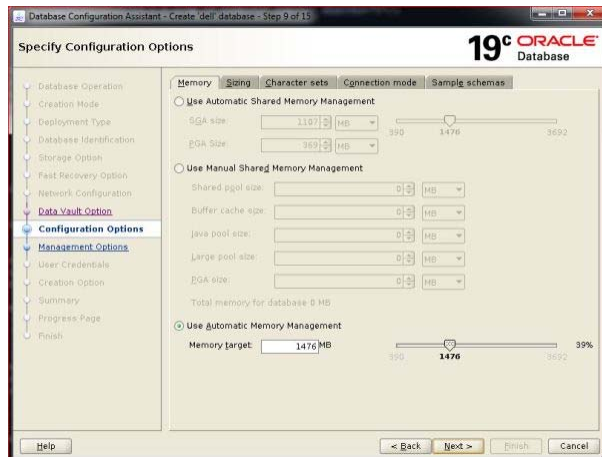 Database Configuration Assistant - Create 'dell' database - Step 9 of 15
Specify Configuration Options
19c ORACLE
Database
Database Operation
Creation Mode
Deployment Type
Database Identification
Storage Option
Fast Recovery Option
Network Configuration
Data Vault Option
Configuration Options
Management Options
User Credentials
Creation Option
Summary
Progress Page
Finish
Memory Sizing Character sets Connection mode Sample schemas
Use Automatic Shared Memory Management
SGA size: 1107 MB
PGA Size: 369 MB
390 1476 3692
Use Manual Shared Memory Management
Shared pool size: 0 MB
Buffer cache size: 0 MB
Java pool size: 0 MB
Large pool size: 0 MB
PGA size: 0 MB
Total memory for database 0 MB
Use Automatic Memory Management
Memory target: 1476 MB 39%
390 1476 3692
Help < Back Next > Finish Cancel